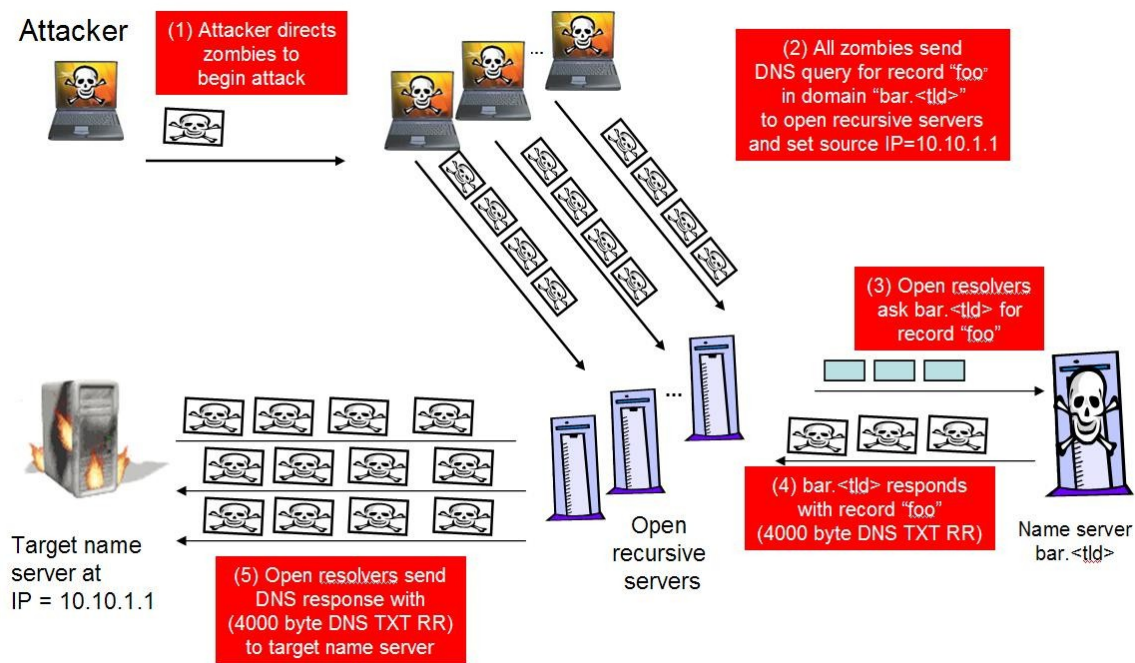 Attacker
(1) Attacker directs
zombies to
begin attack
...
(2) All zombies send
DNS query for record “foo”
in domain “bar.<tld>”
to open recursive servers
and set source IP=10.10.1.1
(3) Open resolvers
ask bar.<tld> for
record “foo”
...
(4) bar.<tld> responds
with record “foo”
(4000 byte DNS TXT RR)
Name server
bar.<tld>
Open
recursive
servers
Target name
server at
IP = 10.10.1.1
(5) Open resolvers send
DNS response with
(4000 byte DNS TXT RR)
to target name server